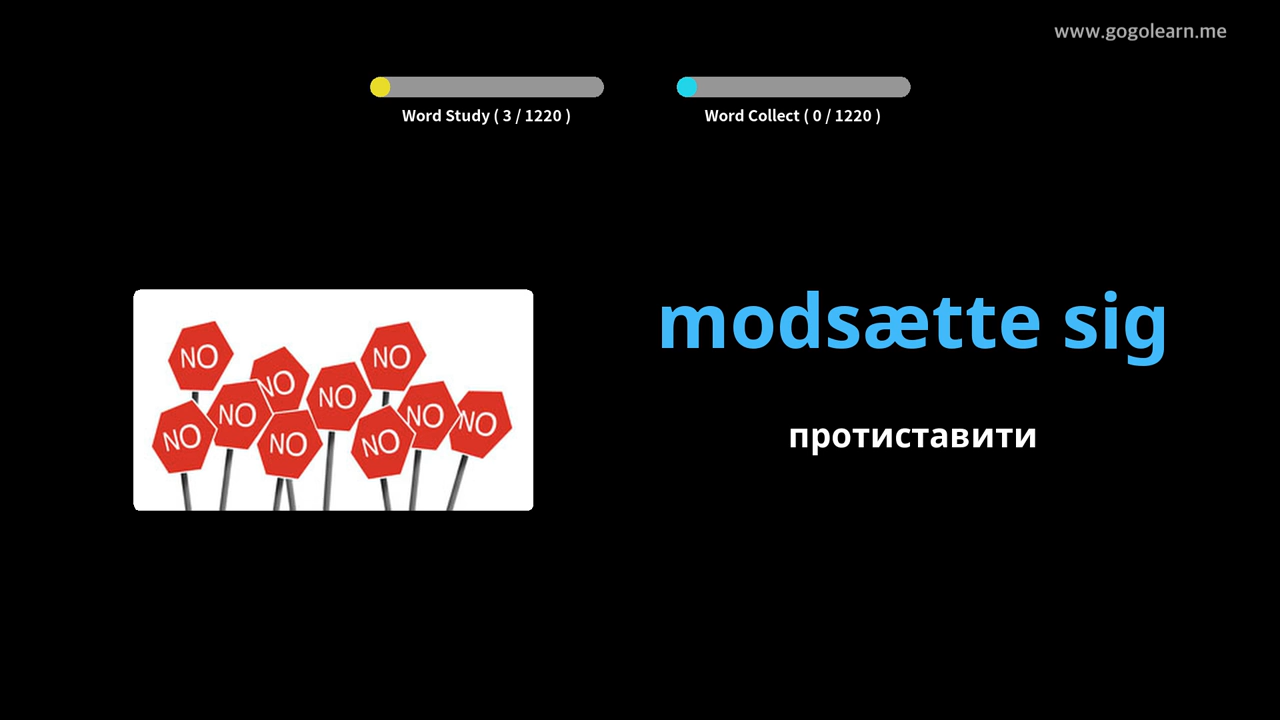 www.gogolearn.me
Word Study ( 3 / 1220 )
Word Collect ( 0 / 1220 )
modsætte sig
протиставити
NO
NO
NO
NO
NO
NO
NO
NO
NO
NO